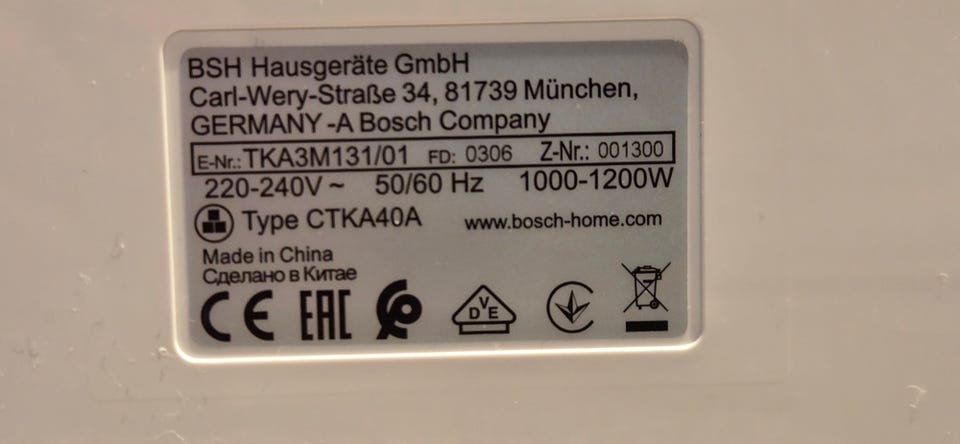 BSH Hausgeräte GmbH
Carl-Wery-Straße 34, 81739 München,
GERMANY -A Bosch Company
E-Nr.: TKA3M131/01 FD: 0306 Z-Nr.: 001300
220-240V ~ 50/60 Hz 1000-1200W
Type CTKA40A www.bosch-home.com
Made in China
Сделано в Китае
CE EAC VDE